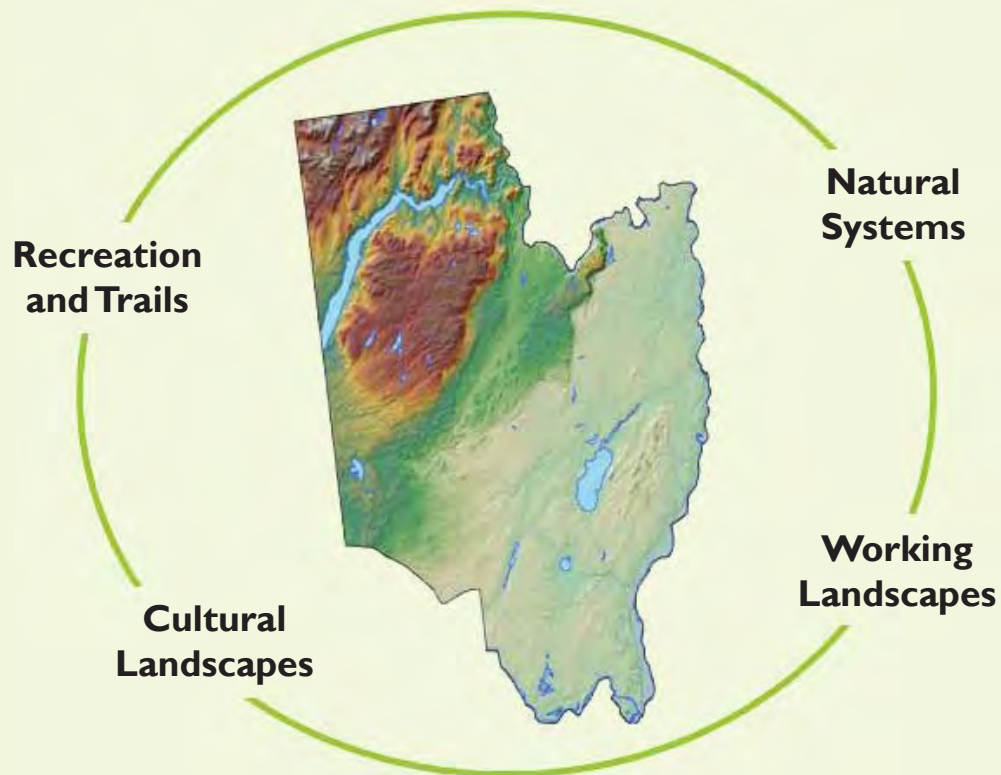 Natural
Systems
Recreation
and Trails
Working
Landscapes
Cultural
Landscapes